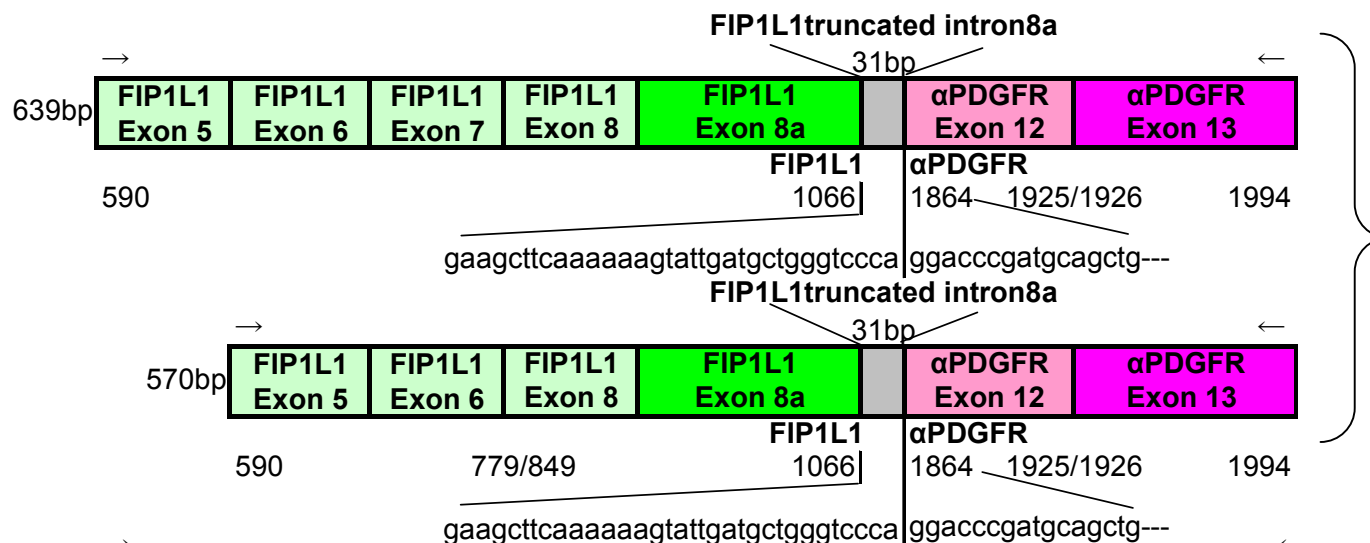 FIP1L1truncated intron8a
→ 31bp ←
639bp FIP1L1 Exon 5 FIP1L1 Exon 6 FIP1L1 Exon 7 FIP1L1 Exon 8 FIP1L1 Exon 8a αPDGFR Exon 12 αPDGFR Exon 13
FIP1L1 αPDGFR
590 1066 1864 1925/1926 1994
gaagcttcaaaaaagtattgatgctgggtccca ggacccgatgcagctg---
FIP1L1truncated intron8a
→ 31bp ←
570bp FIP1L1 Exon 5 FIP1L1 Exon 6 FIP1L1 Exon 8 FIP1L1 Exon 8a αPDGFR Exon 12 αPDGFR Exon 13
FIP1L1 αPDGFR
590 779/849 1066 1864 1925/1926 1994
gaagcttcaaaaaagtattgatgctgggtccca ggacccgatgcagctg---